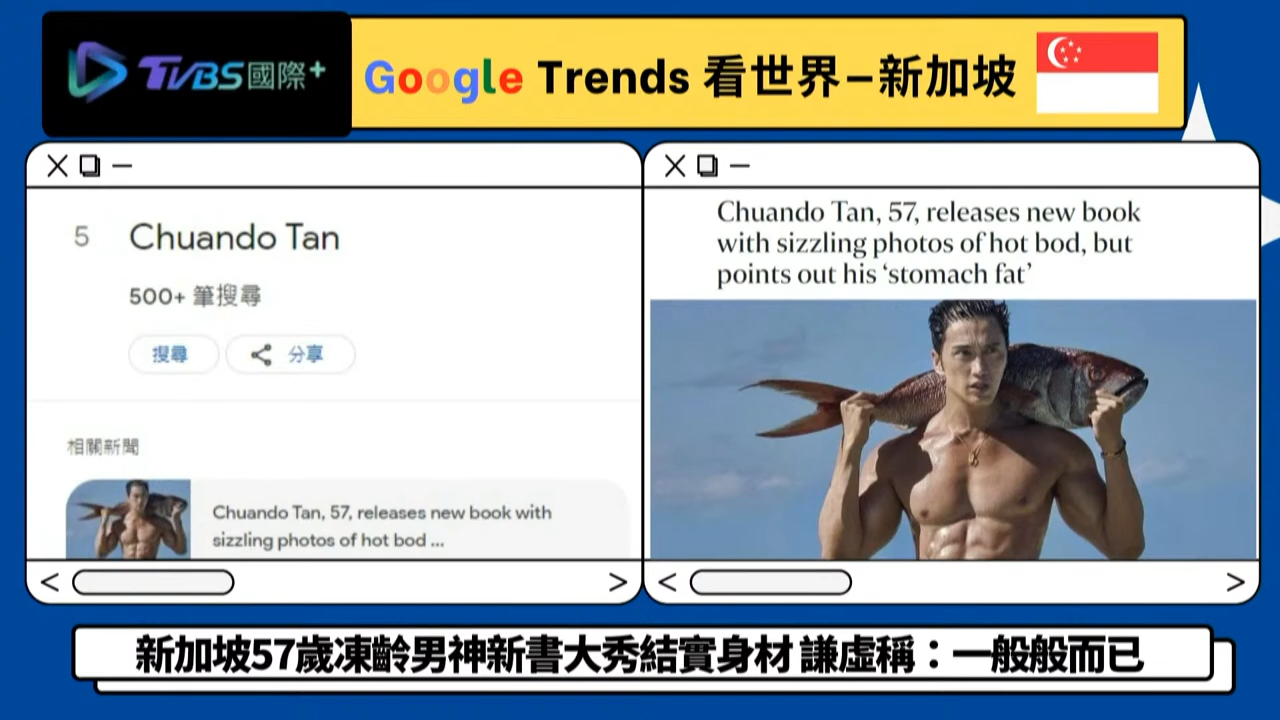 TVBS國際+
Google Trends 看世界–新加坡
5 Chuando Tan
500+ 筆搜尋
搜尋 分享
相關新聞
Chuando Tan, 57, releases new book with
sizzling photos of hot bod ...
Chuando Tan, 57, releases new book
with sizzling photos of hot bod, but
points out his ‘stomach fat’
新加坡57歲凍齡男神新書大秀結實身材 謙虛稱：一般般而已